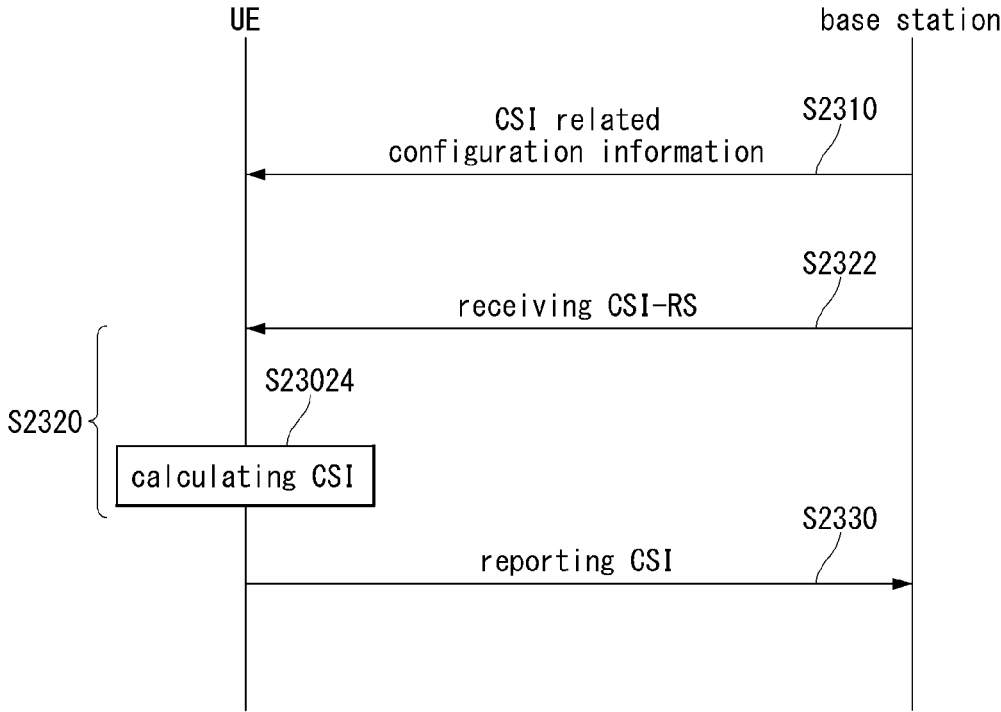 UE
base station
S2310
CSI related
configuration information
S2322
receiving CSI-RS
S23024
S2320
calculating CSI
S2330
reporting CSI